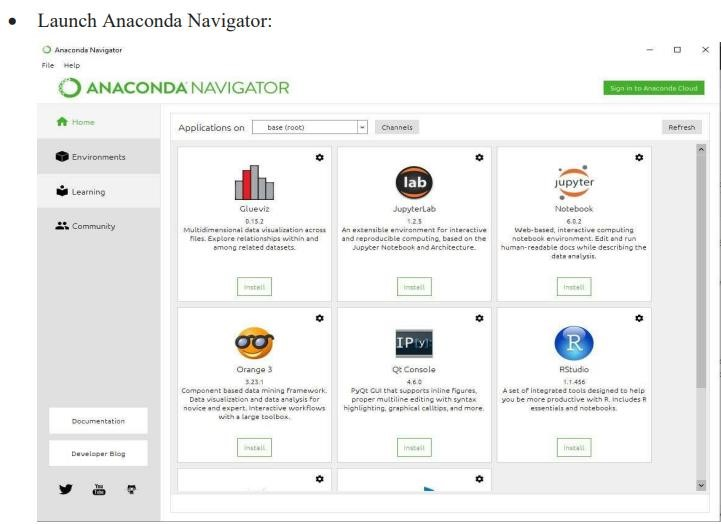 • Launch Anaconda Navigator:
Anaconda Navigator
File Help
ANACONDA NAVIGATOR
Sign in to Anaconda Cloud
Home
Environments
Learning
Community
Documentation
Developer Blog
You
Tube
Applications on base (root) Channels Refresh
Glueviz
0.15.2
Multidimensional data visualization across
files. Explore relationships within and
among related datasets.
Install
lab
JupyterLab
1.2.5
An extensible environment for interactive
and reproducible computing, based on the
Jupyter Notebook and Architecture.
Install
jupyter
Notebook
6.0.2
Web-based, interactive computing
notebook environment. Edit and run
human-readable docs while describing the
data analysis.
Install
Orange 3
3.23.1
Component based data mining framework.
Data visualization and data analysis for
novice and expert. Interactive workflows
with a large toolbox.
Install
IP[y]:
Qt Console
4.6.0
PyQt GUI that supports inline figures,
proper multiline editing with syntax
highlighting, graphical calltips, and more.
Install
R
RStudio
1.1.456
A set of integrated tools designed to help
you be more productive with R. Includes R
essentials and notebooks.
Install